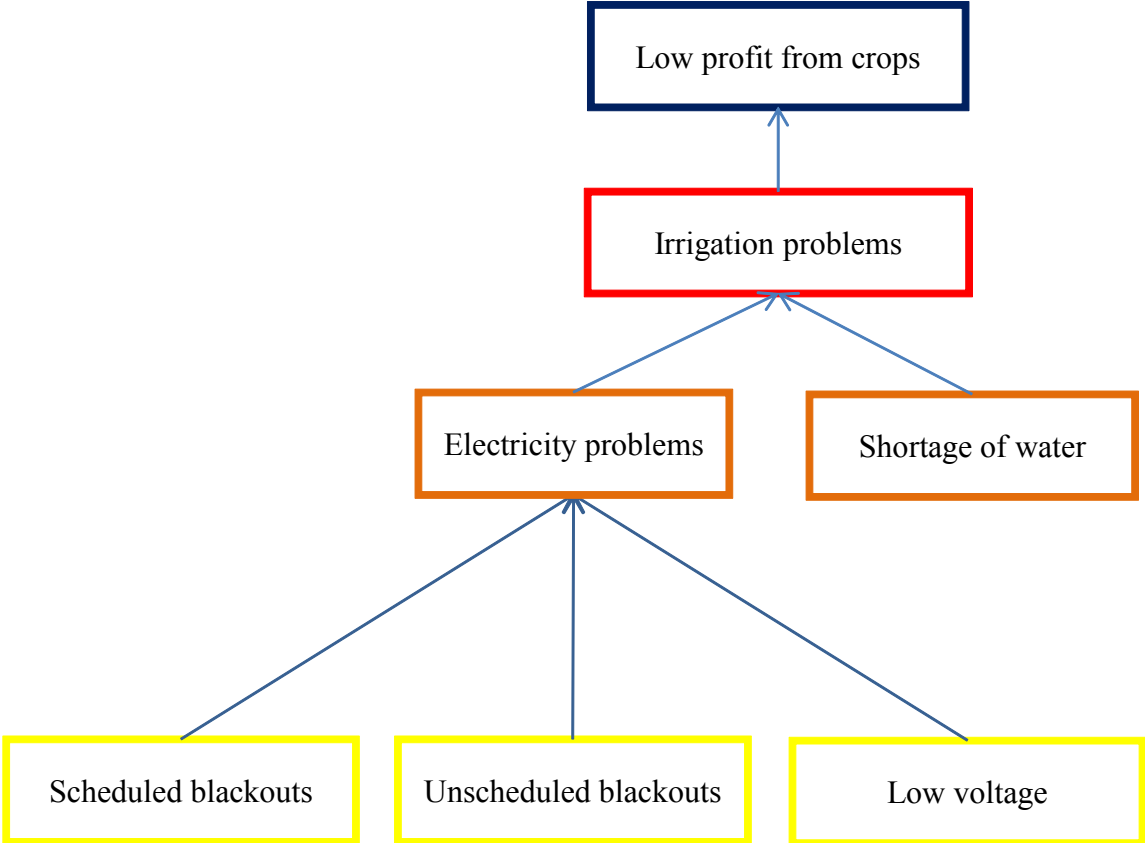 Low profit from crops
Irrigation problems
Electricity problems
Shortage of water
Scheduled blackouts
Unscheduled blackouts
Low voltage